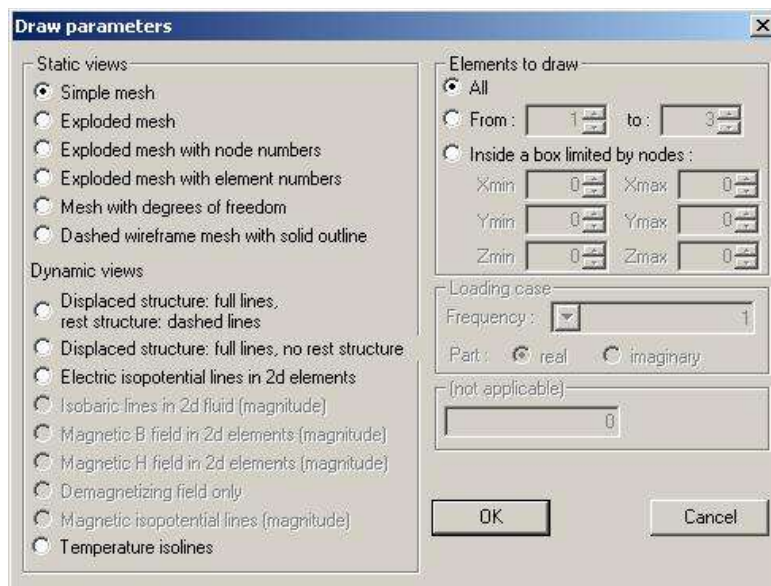 Draw parameters
Static views
Simple mesh
Exploded mesh
Exploded mesh with node numbers
Exploded mesh with element numbers
Mesh with degrees of freedom
Dashed wireframe mesh with solid outline
Dynamic views
Displaced structure: full lines,
rest structure: dashed lines
Displaced structure: full lines, no rest structure
Electric isopotential lines in 2d elements
Isobaric lines in 2d fluid (magnitude)
Magnetic B field in 2d elements (magnitude)
Magnetic H field in 2d elements (magnitude)
Demagnetizing field only
Magnetic isopotential lines (magnitude)
Temperature isolines
Elements to draw
All
From : 1 to : 3
Inside a box limited by nodes :
Xmin 0 Xmax 0
Ymin 0 Ymax 0
Zmin 0 Zmax 0
Loading case
Frequency : 1
Part : real imaginary
(not applicable)
0
OK Cancel